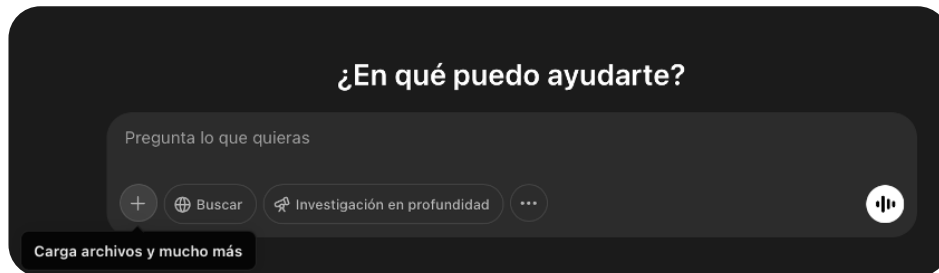 ¿En qué puedo ayudarte?
Pregunta lo que quieras
Buscar
Investigación en profundidad
Carga archivos y mucho más